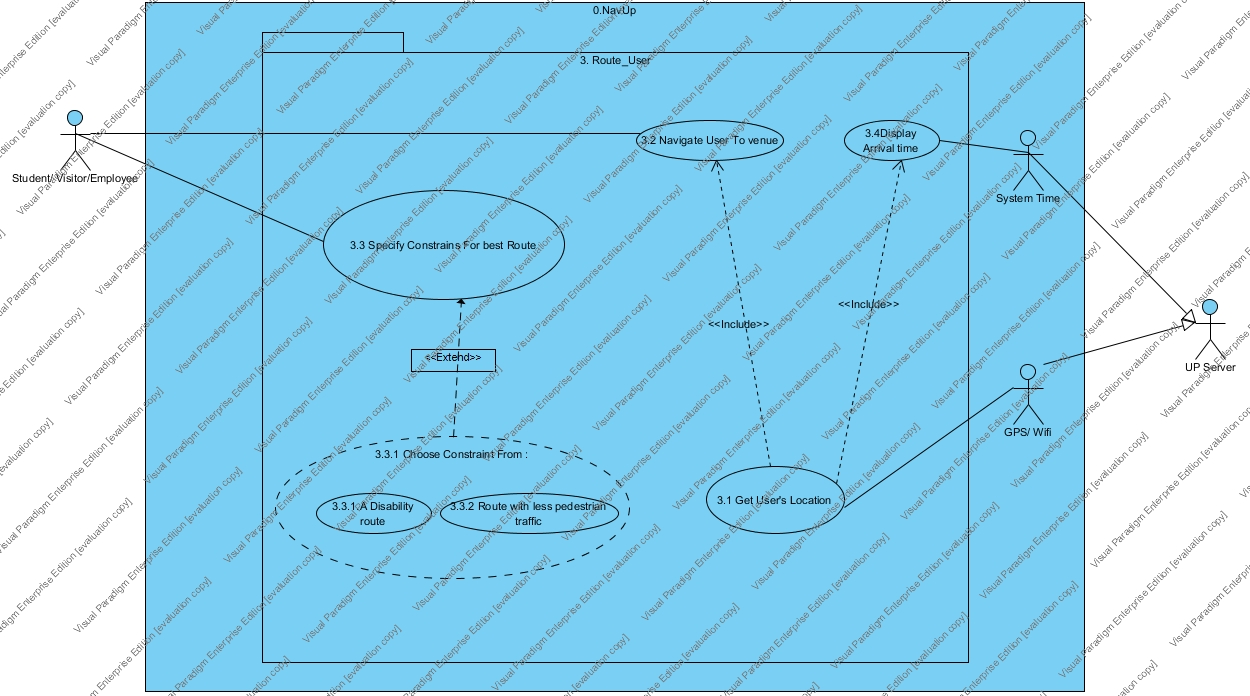 0.NavUp
3. Route_User
3.2 Navigate User To venue
3.4Display
Arrival time
Student/Visitor/Employee
System Time
3.3 Specify Constrains For best Route
<<Include>>
<<Include>>
<<Extend>>
UP Server
GPS/ Wifi
3.3.1 Choose Constraint From :
3.3.1.A Disability
route
3.3.2 Route with less pedestrian
traffic
3.1 Get User's Location
Visual Paradigm Enterprise Edition [evaluation copy]